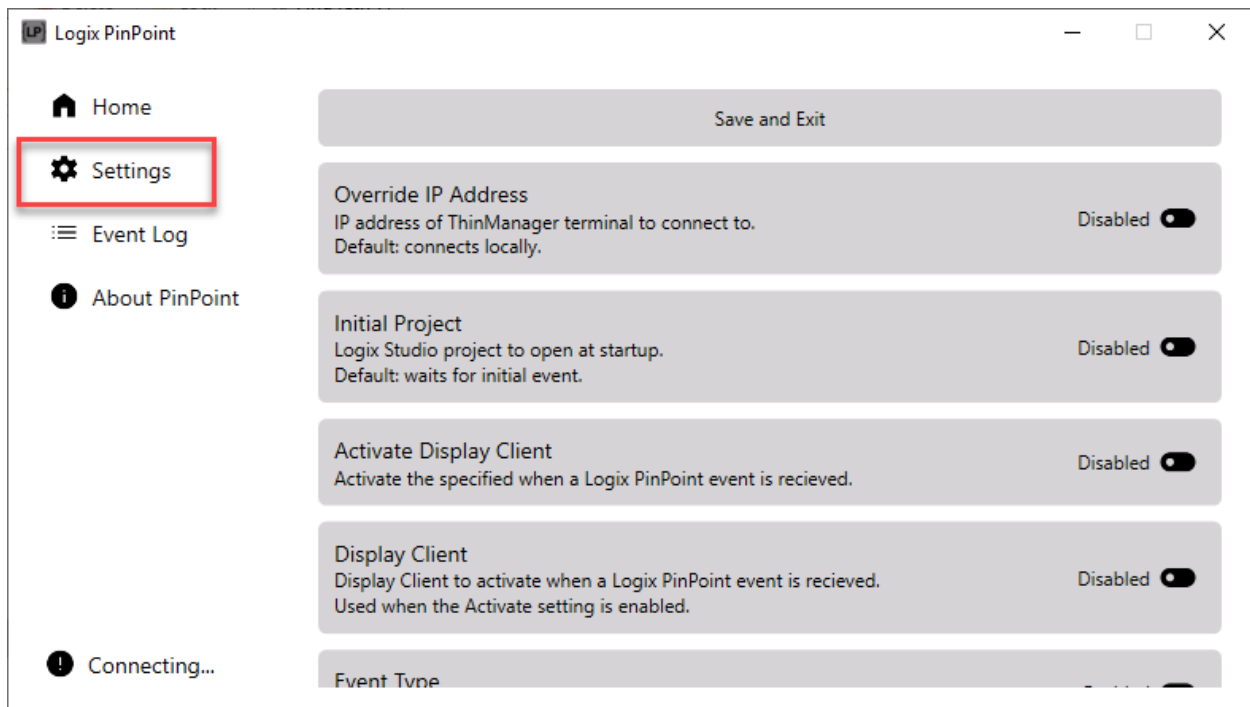 LP Logix PinPoint
Home
Settings
Event Log
About PinPoint
Connecting...
Save and Exit
Override IP Address
IP address of ThinManager terminal to connect to.
Default: connects locally.
Disabled
Initial Project
Logix Studio project to open at startup.
Default: waits for initial event.
Disabled
Activate Display Client
Activate the specified when a Logix PinPoint event is recieved.
Disabled
Display Client
Display Client to activate when a Logix PinPoint event is recieved.
Used when the Activate setting is enabled.
Disabled
Event Type